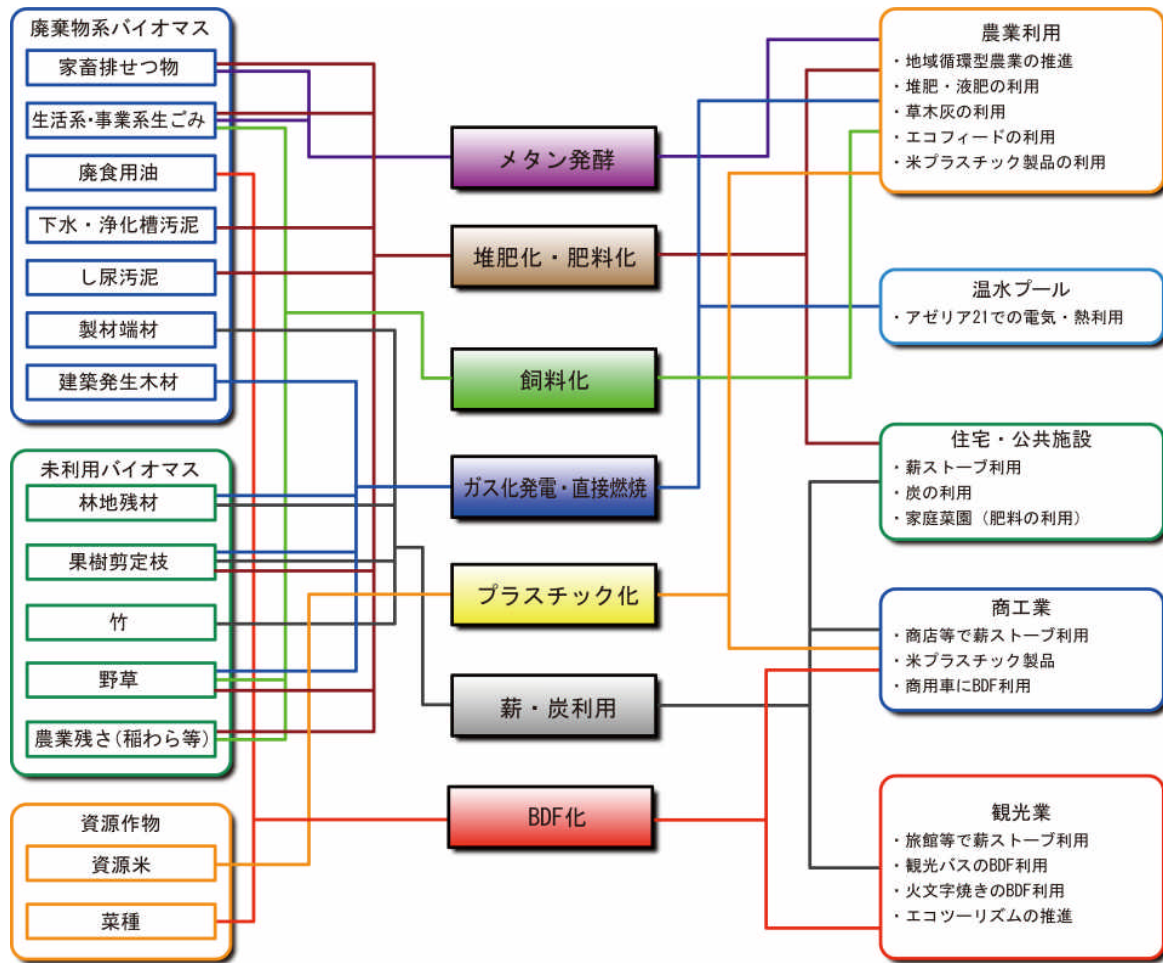 廃棄物系バイオマス
家畜排せつ物
生活系・事業系生ごみ
廃食用油
下水・浄化槽汚泥
し尿汚泥
製材端材
建築発生木材
未利用バイオマス
林地残材
果樹剪定枝
竹
野草
農業残さ(稲わら等)
資源作物
資源米
菜種
メタン発酵
堆肥化・肥料化
飼料化
ガス化発電・直接燃焼
プラスチック化
薪・炭利用
BDF化
農業利用
・地域循環型農業の推進
・堆肥・液肥の利用
・草木灰の利用
・エコフィードの利用
・米プラスチック製品の利用
温水プール
・アゼリア21での電気・熱利用
住宅・公共施設
・薪ストーブ利用
・炭の利用
・家庭菜園（肥料の利用）
商工業
・商店等で薪ストーブ利用
・米プラスチック製品
・商用車にBDF利用
観光業
・旅館等で薪ストーブ利用
・観光バスのBDF利用
・火文字焼きのBDF利用
・エコツーリズムの推進